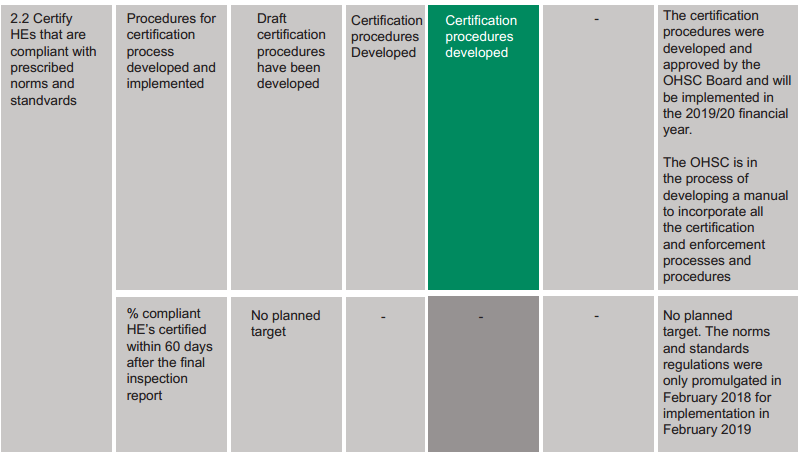 2.2 Certify
HEs that are
compliant with
prescribed
norms and
standvards
Procedures for
certification
process
developed and
implemented
Draft
certification
procedures
have been
developed
Certification
procedures
Developed
Certification
procedures
developed
-
The certification
procedures were
developed and
approved by the
OHSC Board and will
be implemented in
the 2019/20 financial
year.
The OHSC is in
the process of
developing a manual
to incorporate all
the certification
and enforcement
processes and
procedures
% compliant
HE's certified
within 60 days
after the final
inspection
report
No planned
target
-
-
-
No planned
target. The norms
and standards
regulations were
only promulgated in
February 2018 for
implementation in
February 2019